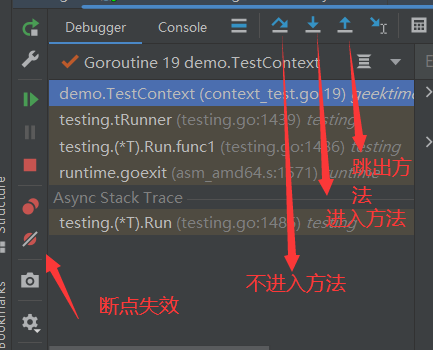 Debugger
Console
Goroutine 19 demo.TestContext
demo.TestContext (context_test.go:19) geektime
testing.tRunner (testing.go:1439) testing
testing.(*T).Run.func1 (testing.go:1486) testing
runtime.goexit (asm_amd64.s:1571) runtime
Async Stack Trace
testing.(*T).Run (testing.go:1486) testing
跳出方
法
进入方法
不进入方法
断点失效
Structure
Bookmarks